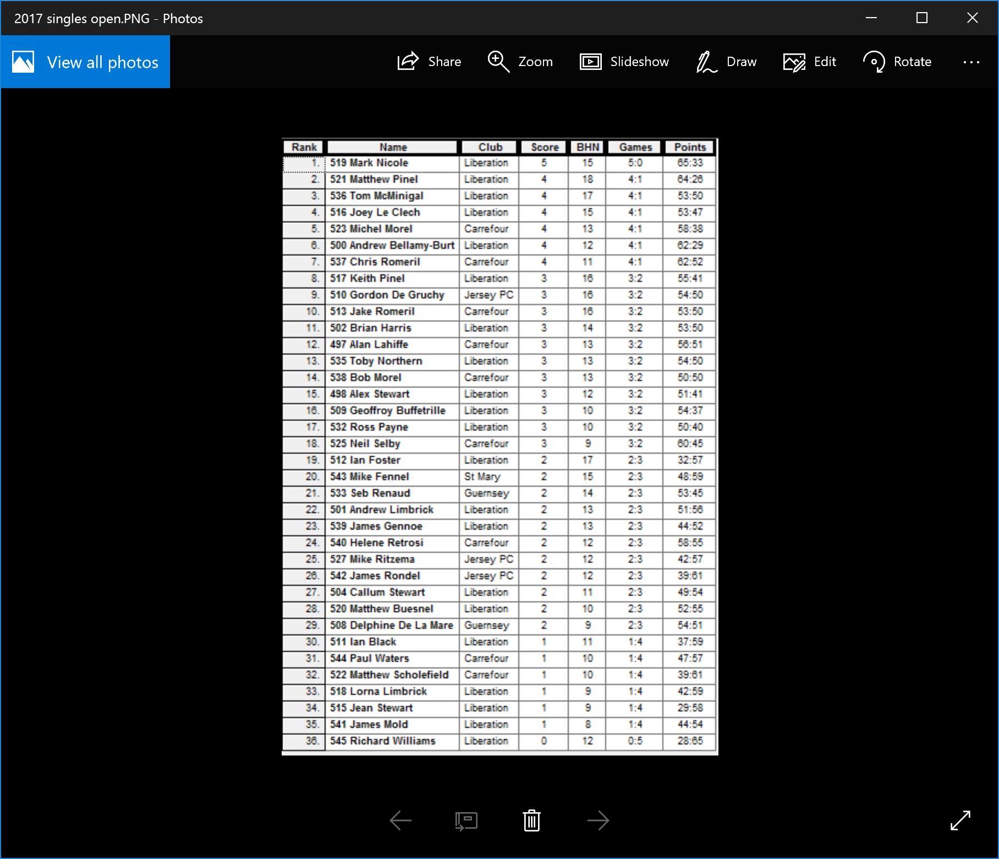 2017 singles open.PNG - Photos
View all photos Share Zoom Slideshow Draw Edit Rotate ...
Rank Name Club Score BHN Games Points
1. 519 Mark Nicole Liberation 5 15 5:0 65:33
2. 521 Matthew Pinel Liberation 4 18 4:1 64:26
3. 536 Tom McMinigal Liberation 4 17 4:1 53:50
4. 516 Joey Le Clech Liberation 4 15 4:1 53:47
5. 523 Michel Morel Carrefour 4 13 4:1 58:38
6. 500 Andrew Bellamy-Burt Liberation 4 12 4:1 62:29
7. 537 Chris Romeril Carrefour 4 11 4:1 62:52
8. 517 Keith Pinel Liberation 3 16 3:2 55:41
9. 510 Gordon De Gruchy Jersey PC 3 16 3:2 54:50
10. 513 Jake Romeril Carrefour 3 16 3:2 53:50
11. 502 Brian Harris Liberation 3 14 3:2 53:50
12. 497 Alan Lahiffe Carrefour 3 13 3:2 56:51
13. 535 Toby Northern Liberation 3 13 3:2 54:50
14. 538 Bob Morel Carrefour 3 13 3:2 50:50
15. 498 Alex Stewart Liberation 3 12 3:2 51:41
16. 509 Geoffroy Buffetrille Liberation 3 10 3:2 54:37
17. 532 Ross Payne Liberation 3 10 3:2 50:40
18. 525 Neil Selby Carrefour 3 9 3:2 60:45
19. 512 Ian Foster Liberation 2 17 2:3 32:57
20. 543 Mike Fennel St Mary 2 15 2:3 48:59
21. 533 Seb Renaud Guernsey 2 14 2:3 53:45
22. 501 Andrew Limbrick Liberation 2 13 2:3 51:56
23. 539 James Gennoe Liberation 2 13 2:3 44:52
24. 540 Helene Retrosi Carrefour 2 12 2:3 58:55
25. 527 Mike Ritzema Jersey PC 2 12 2:3 42:57
26. 542 James Rondel Jersey PC 2 12 2:3 39:61
27. 504 Callum Stewart Liberation 2 11 2:3 49:54
28. 520 Matthew Buesnel Liberation 2 10 2:3 52:55
29. 508 Delphine De La Mare Guernsey 2 9 2:3 54:51
30. 511 Ian Black Liberation 1 11 1:4 37:59
31. 544 Paul Waters Carrefour 1 10 1:4 47:57
32. 522 Matthew Scholefield Carrefour 1 10 1:4 39:61
33. 518 Lorna Limbrick Liberation 1 9 1:4 42:59
34. 515 Jean Stewart Liberation 1 9 1:4 29:58
35. 541 James Mold Liberation 1 8 1:4 44:54
36. 545 Richard Williams Liberation 0 12 0:5 28:65